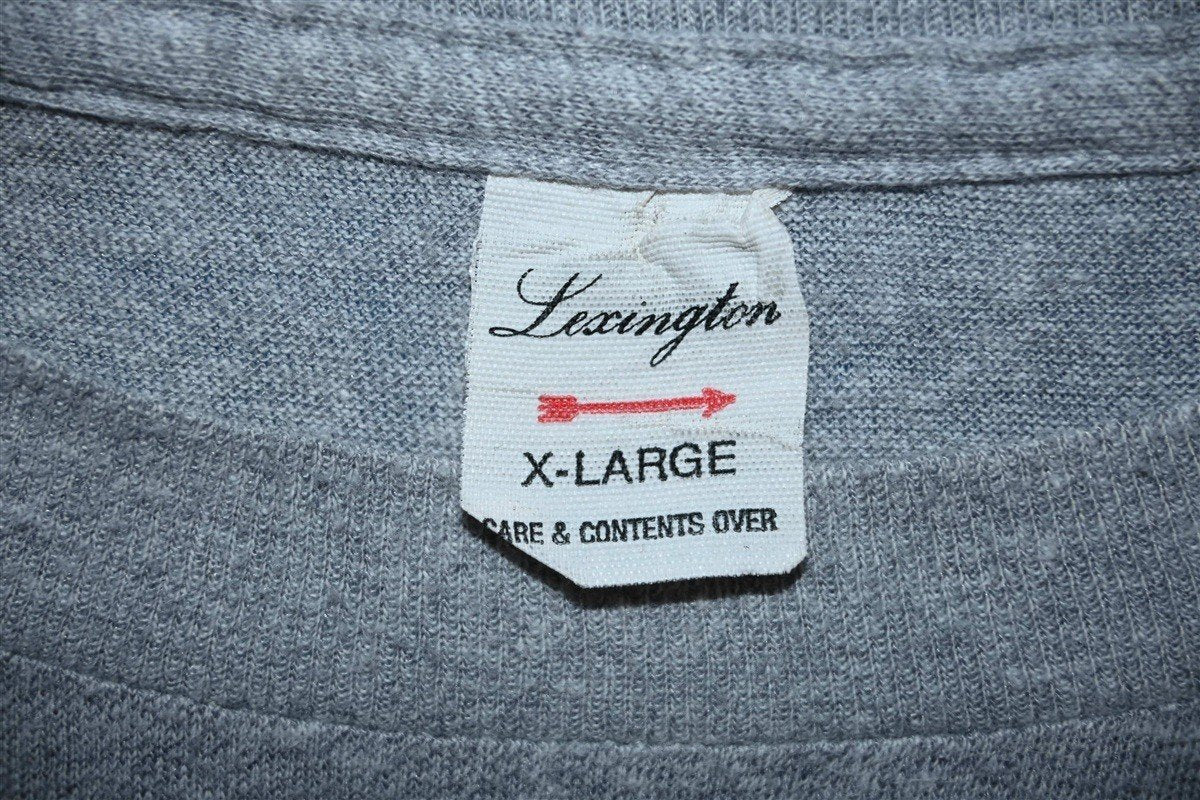 Lexington
X-LARGE
CARE & CONTENTS OVER